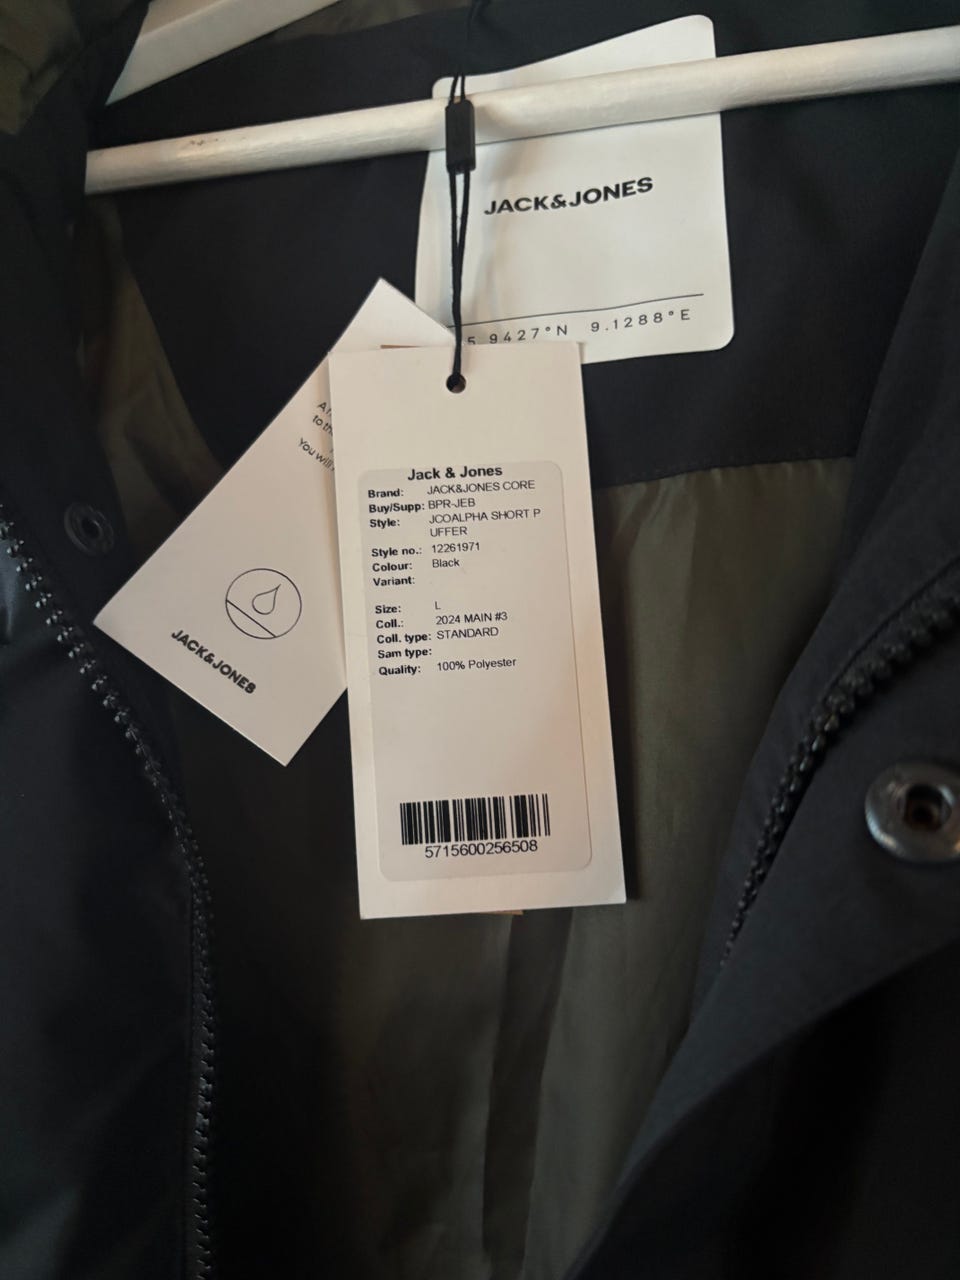 JACK&JONES
5 9427°N 9.1288°E
to th
You will
JACK&JONES
Jack & Jones
Brand: JACK&JONES CORE
Buy/Supp: BPR-JEB
Style: JCOALPHA SHORT P
UFFER
Style no.: 12261971
Colour: Black
Variant:
Size: L
Coll.: 2024 MAIN #3
Coll. type: STANDARD
Sam type:
Quality: 100% Polyester
5715600256508